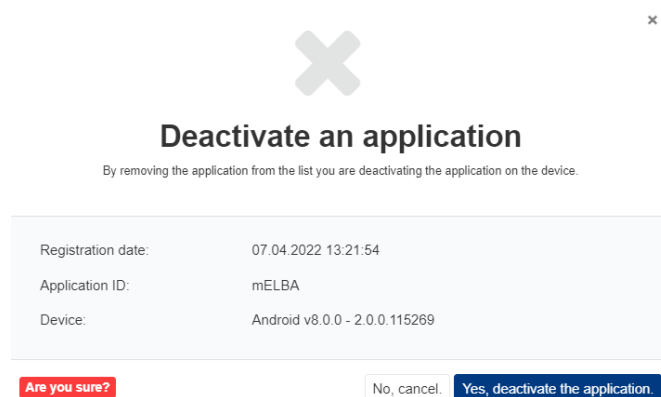 ×
Deactivate an application
By removing the application from the list you are deactivating the application on the device.
Registration date: 07.04.2022 13:21:54
Application ID: mELBA
Device: Android v8.0.0 - 2.0.0.115269
Are you sure? No, cancel. Yes, deactivate the application.